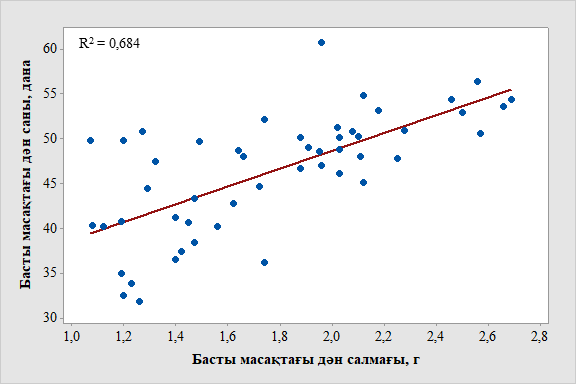 R² = 0,684
Басты масақтағы дән саны, дана
60
55
50
45
40
35
30
1,0 1,2 1,4 1,6 1,8 2,0 2,2 2,4 2,6 2,8
Басты масақтағы дән салмағы, г